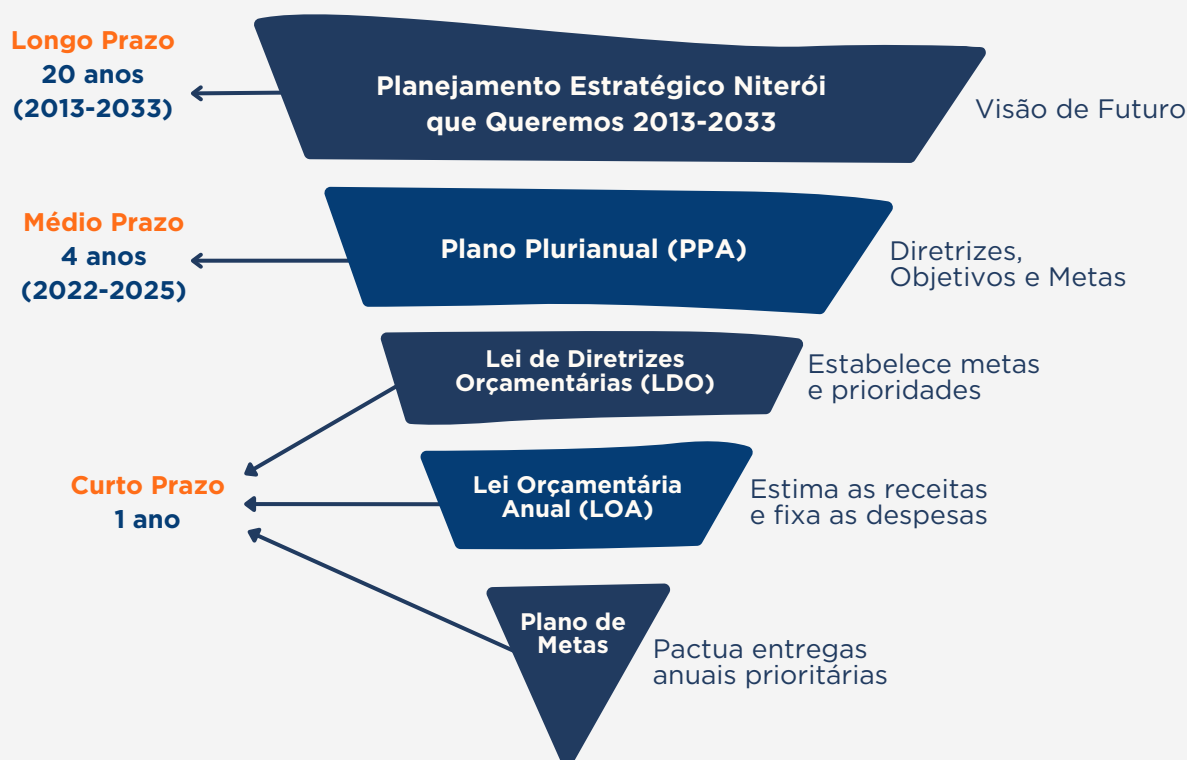 Longo Prazo
20 anos
(2013-2033)
Planejamento Estratégico Niterói
que Queremos 2013-2033
Visão de Futuro
Médio Prazo
4 anos
(2022-2025)
Plano Plurianual (PPA)
Diretrizes,
Objetivos e Metas
Lei de Diretrizes
Orçamentárias (LDO)
Estabelece metas
e prioridades
Curto Prazo
1 ano
Lei Orçamentária
Anual (LOA)
Estima as receitas
e fixa as despesas
Plano de
Metas
Pactua entregas
anuais prioritárias